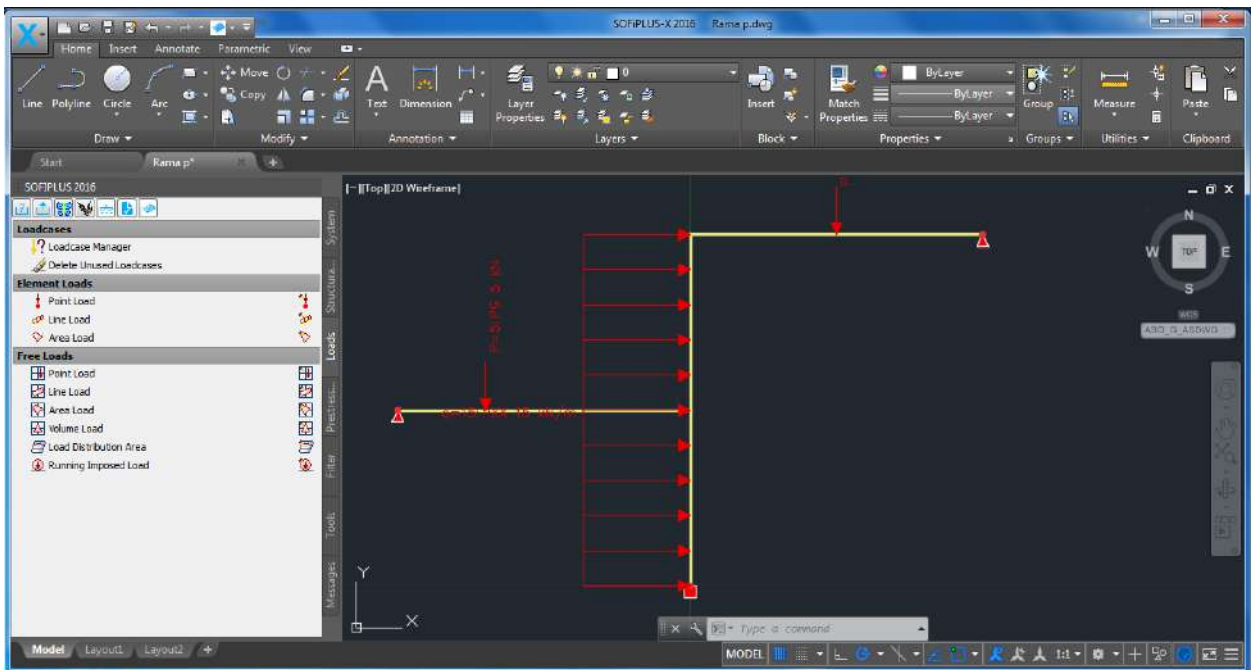 SOFiPLUS-X 2016 Rama p.dwg
Home Insert Annotate Parametric View
Line Polyline Circle Arc
Move
Copy
Draw
Modify
Text Dimension
Annotation
Layer Properties
0
Layers
Insert
Block
Match Properties
ByLayer
ByLayer
ByLayer
Properties
Group
Groups
Measure
Utilities
Paste
Clipboard
Start Rama p*
SOFiPLUS 2016
Loadcases
Loadcase Manager
Delete Unused Loadcases
Element Loads
Point Load
Line Load
Area Load
Free Loads
Point Load
Line Load
Area Load
Volume Load
Load Distribution Area
Running Imposed Load
System
Structura...
Loads
Prestress...
Filter
Tools
Messages
[-][Top][2D Wireframe]
N
W TOP E
S
WCS
Y
X
Type a command
Model Layout1 Layout2 +
MODEL
1:1